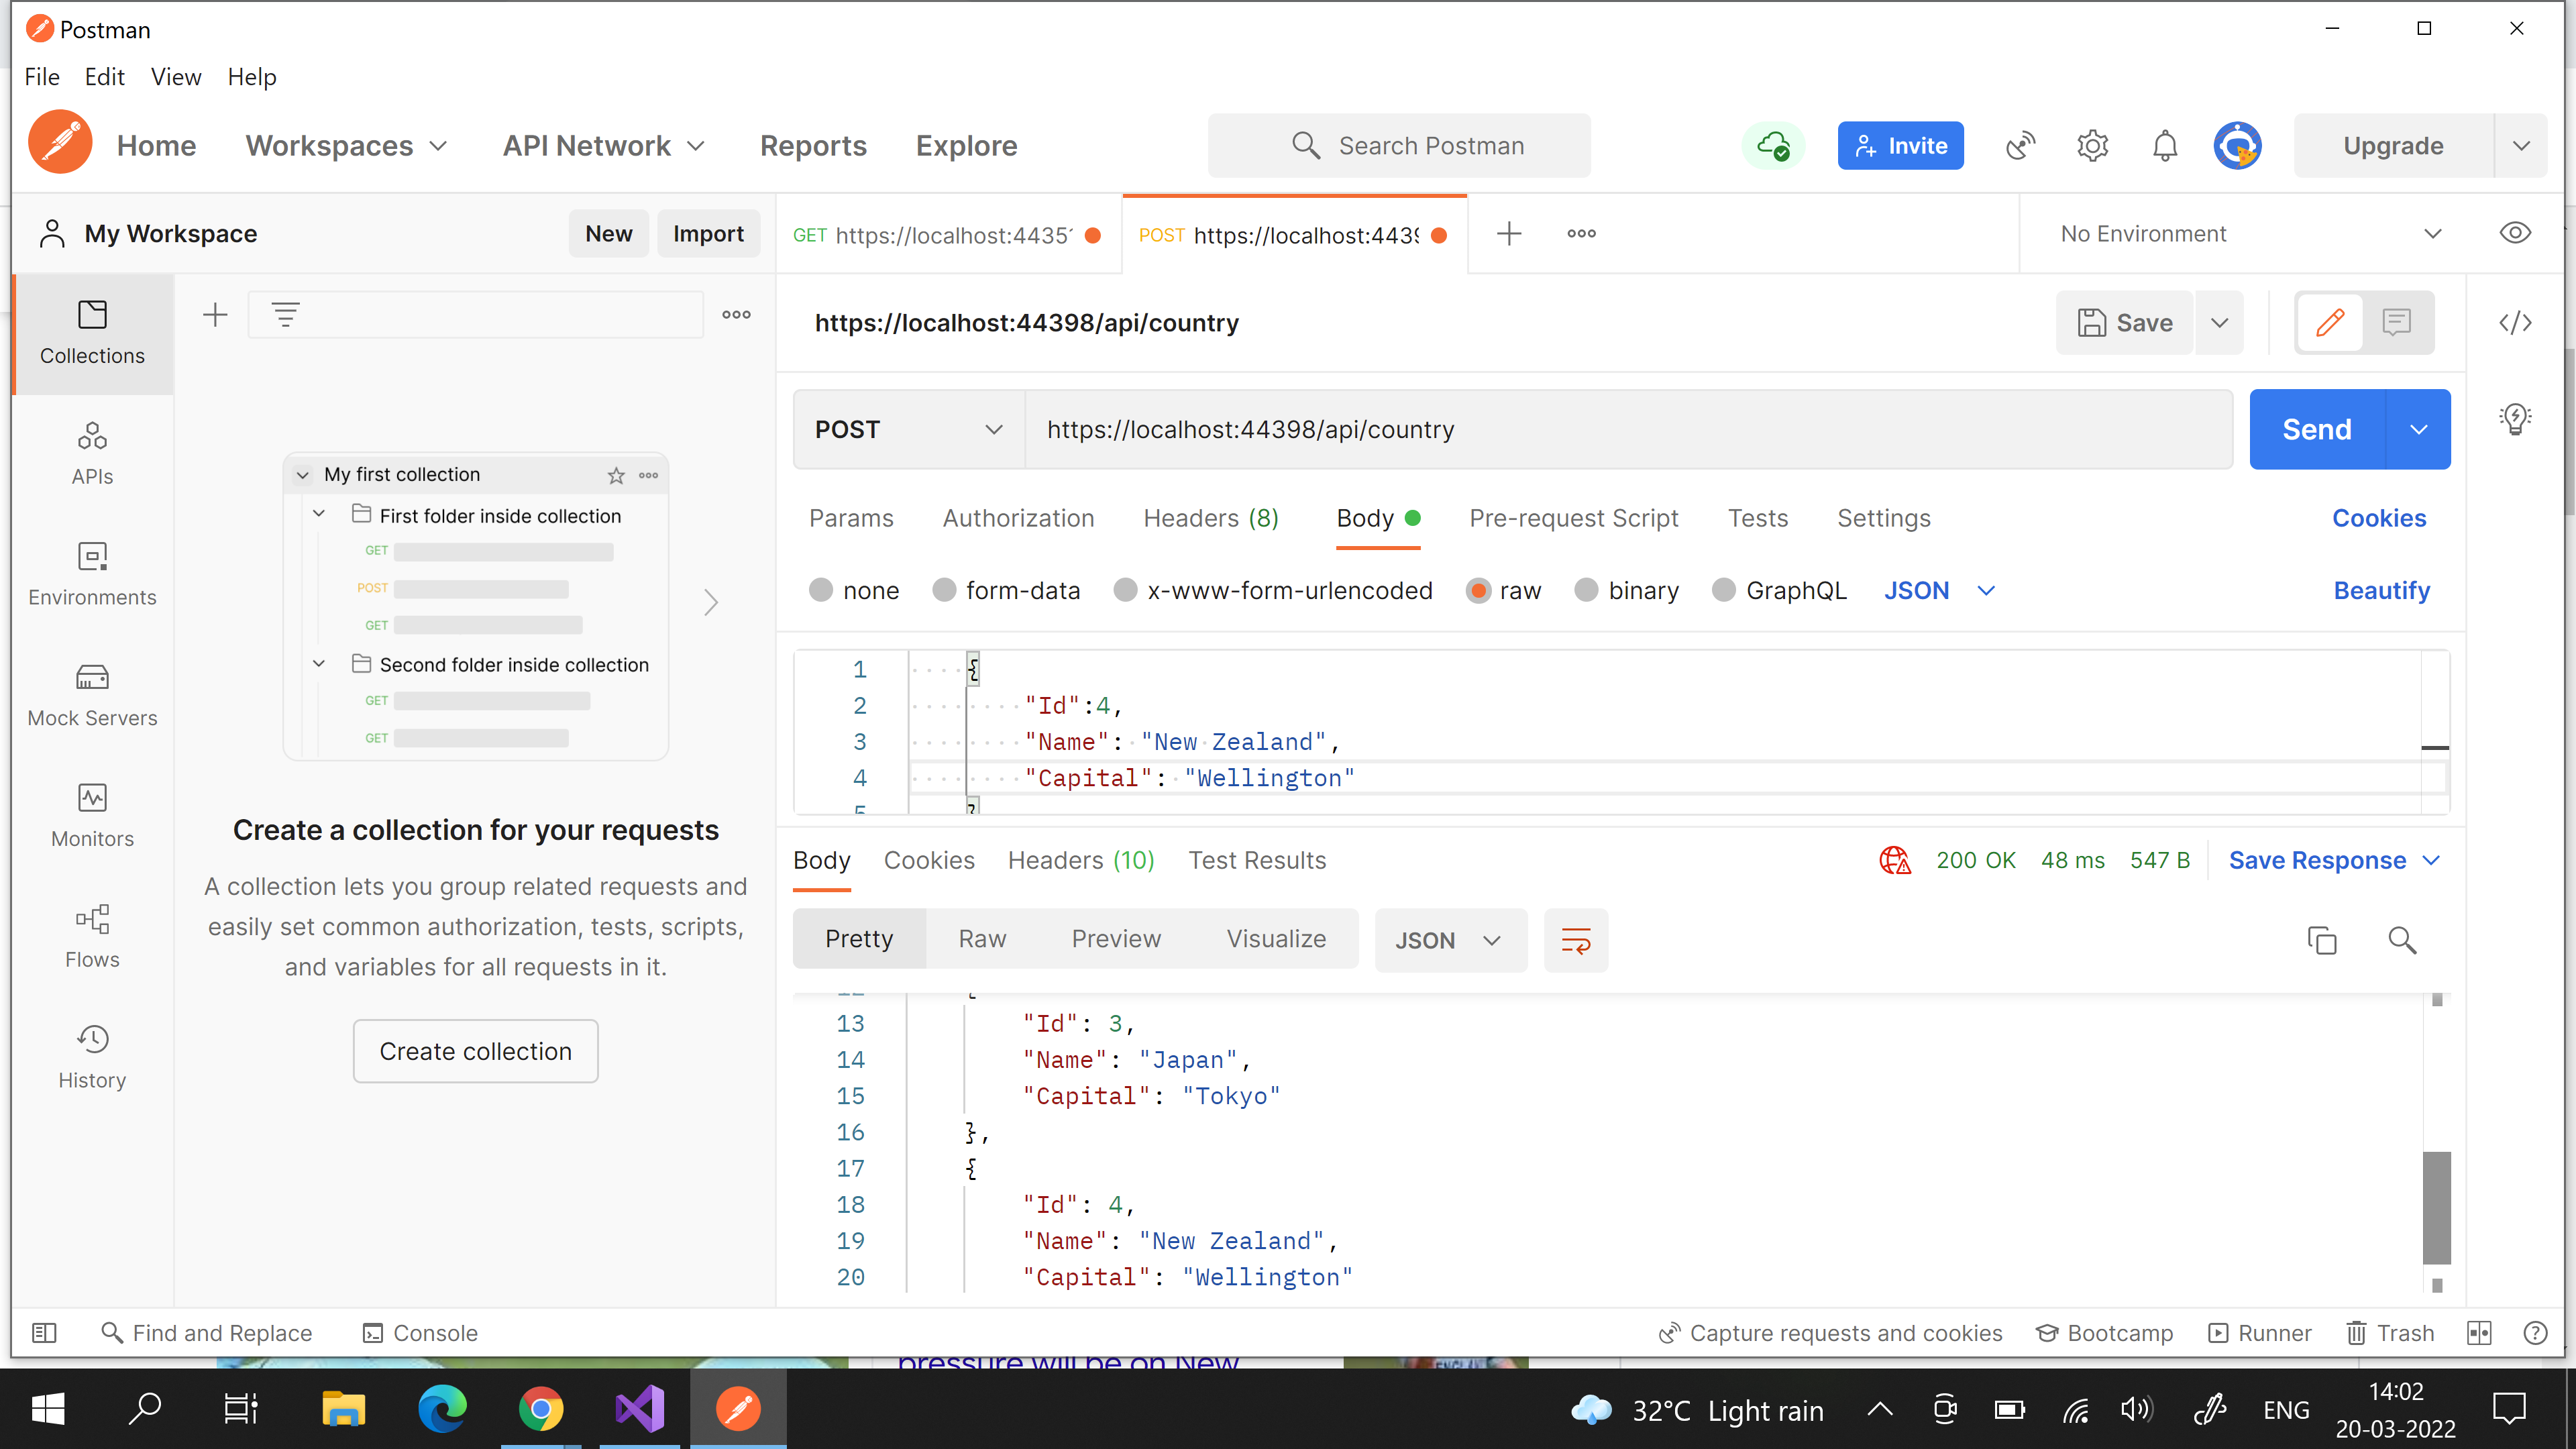 Postman
File Edit View Help
Home Workspaces API Network Reports Explore Search Postman Invite Upgrade
My Workspace New Import GET https://localhost:4435 POST https://localhost:4439 No Environment
Collections
APIs
Environments
Mock Servers
Monitors
Flows
History
My first collection
First folder inside collection
GET
POST
GET
Second folder inside collection
GET
GET
Create a collection for your requests
A collection lets you group related requests and
easily set common authorization, tests, scripts,
and variables for all requests in it.
Create collection
https://localhost:44398/api/country Save
POST https://localhost:44398/api/country Send
Params Authorization Headers (8) Body Pre-request Script Tests Settings Cookies
none form-data x-www-form-urlencoded raw binary GraphQL JSON Beautify
1 {
2 "Id":4,
3 "Name": "New Zealand",
4 "Capital": "Wellington"
5 }
Body Cookies Headers (10) Test Results 200 OK 48 ms 547 B Save Response
Pretty Raw Preview Visualize JSON
12 {
13 "Id": 3,
14 "Name": "Japan",
15 "Capital": "Tokyo"
16 },
17 {
18 "Id": 4,
19 "Name": "New Zealand",
20 "Capital": "Wellington"
Find and Replace Console Capture requests and cookies Bootcamp Runner Trash
pressure will be on New
ENGLAND
32°C Light rain ENG 14:02
20-03-2022